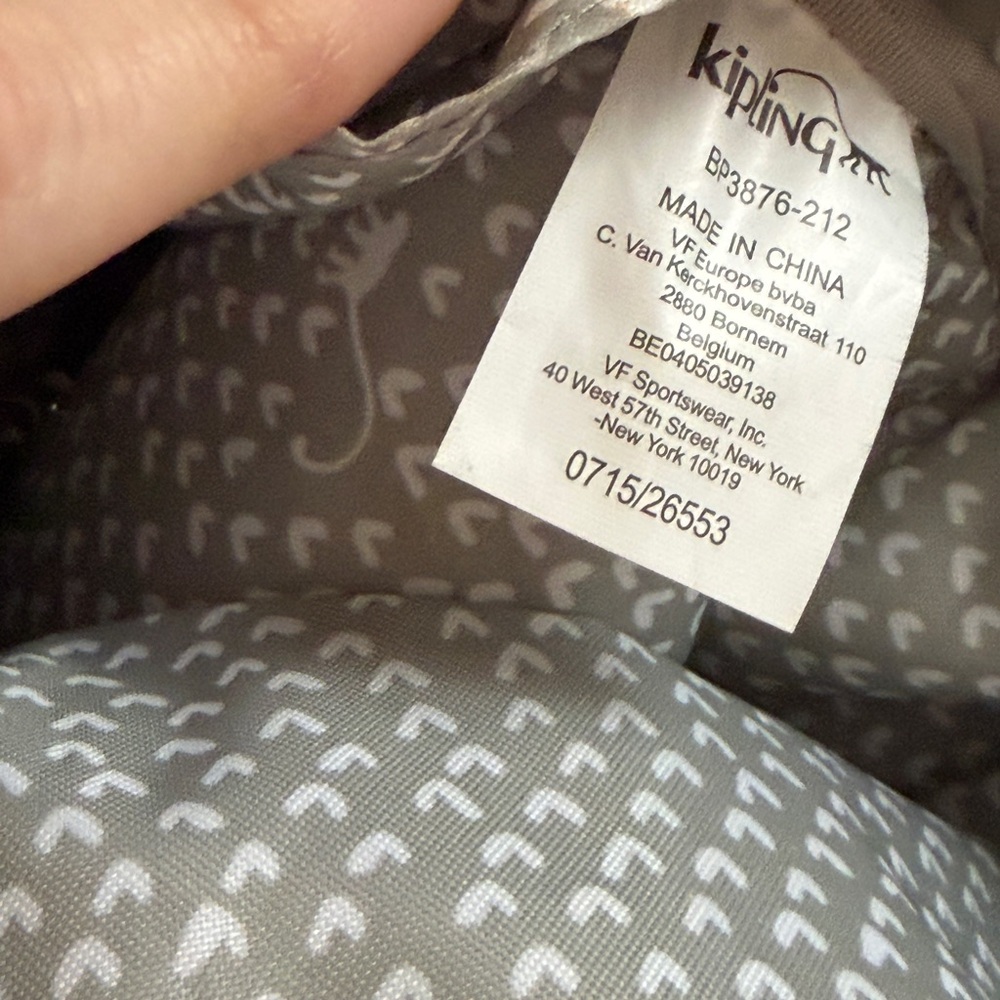 kipling
BP3876-212
MADE IN CHINA
VF Europe bvba
C. Van Kerckhovenstraat 110
2880 Bornem
Belgium
BE0405039138
VF Sportswear, Inc.
40 West 57th Street, New York
-New York 10019
0715/26553